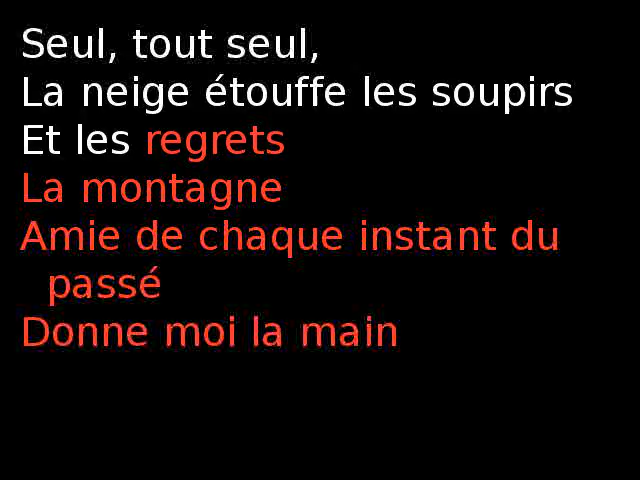 Seul, tout seul,
La neige étouffe les soupirs
Et les regrets
La montagne
Amie de chaque instant du
passé
Donne moi la main